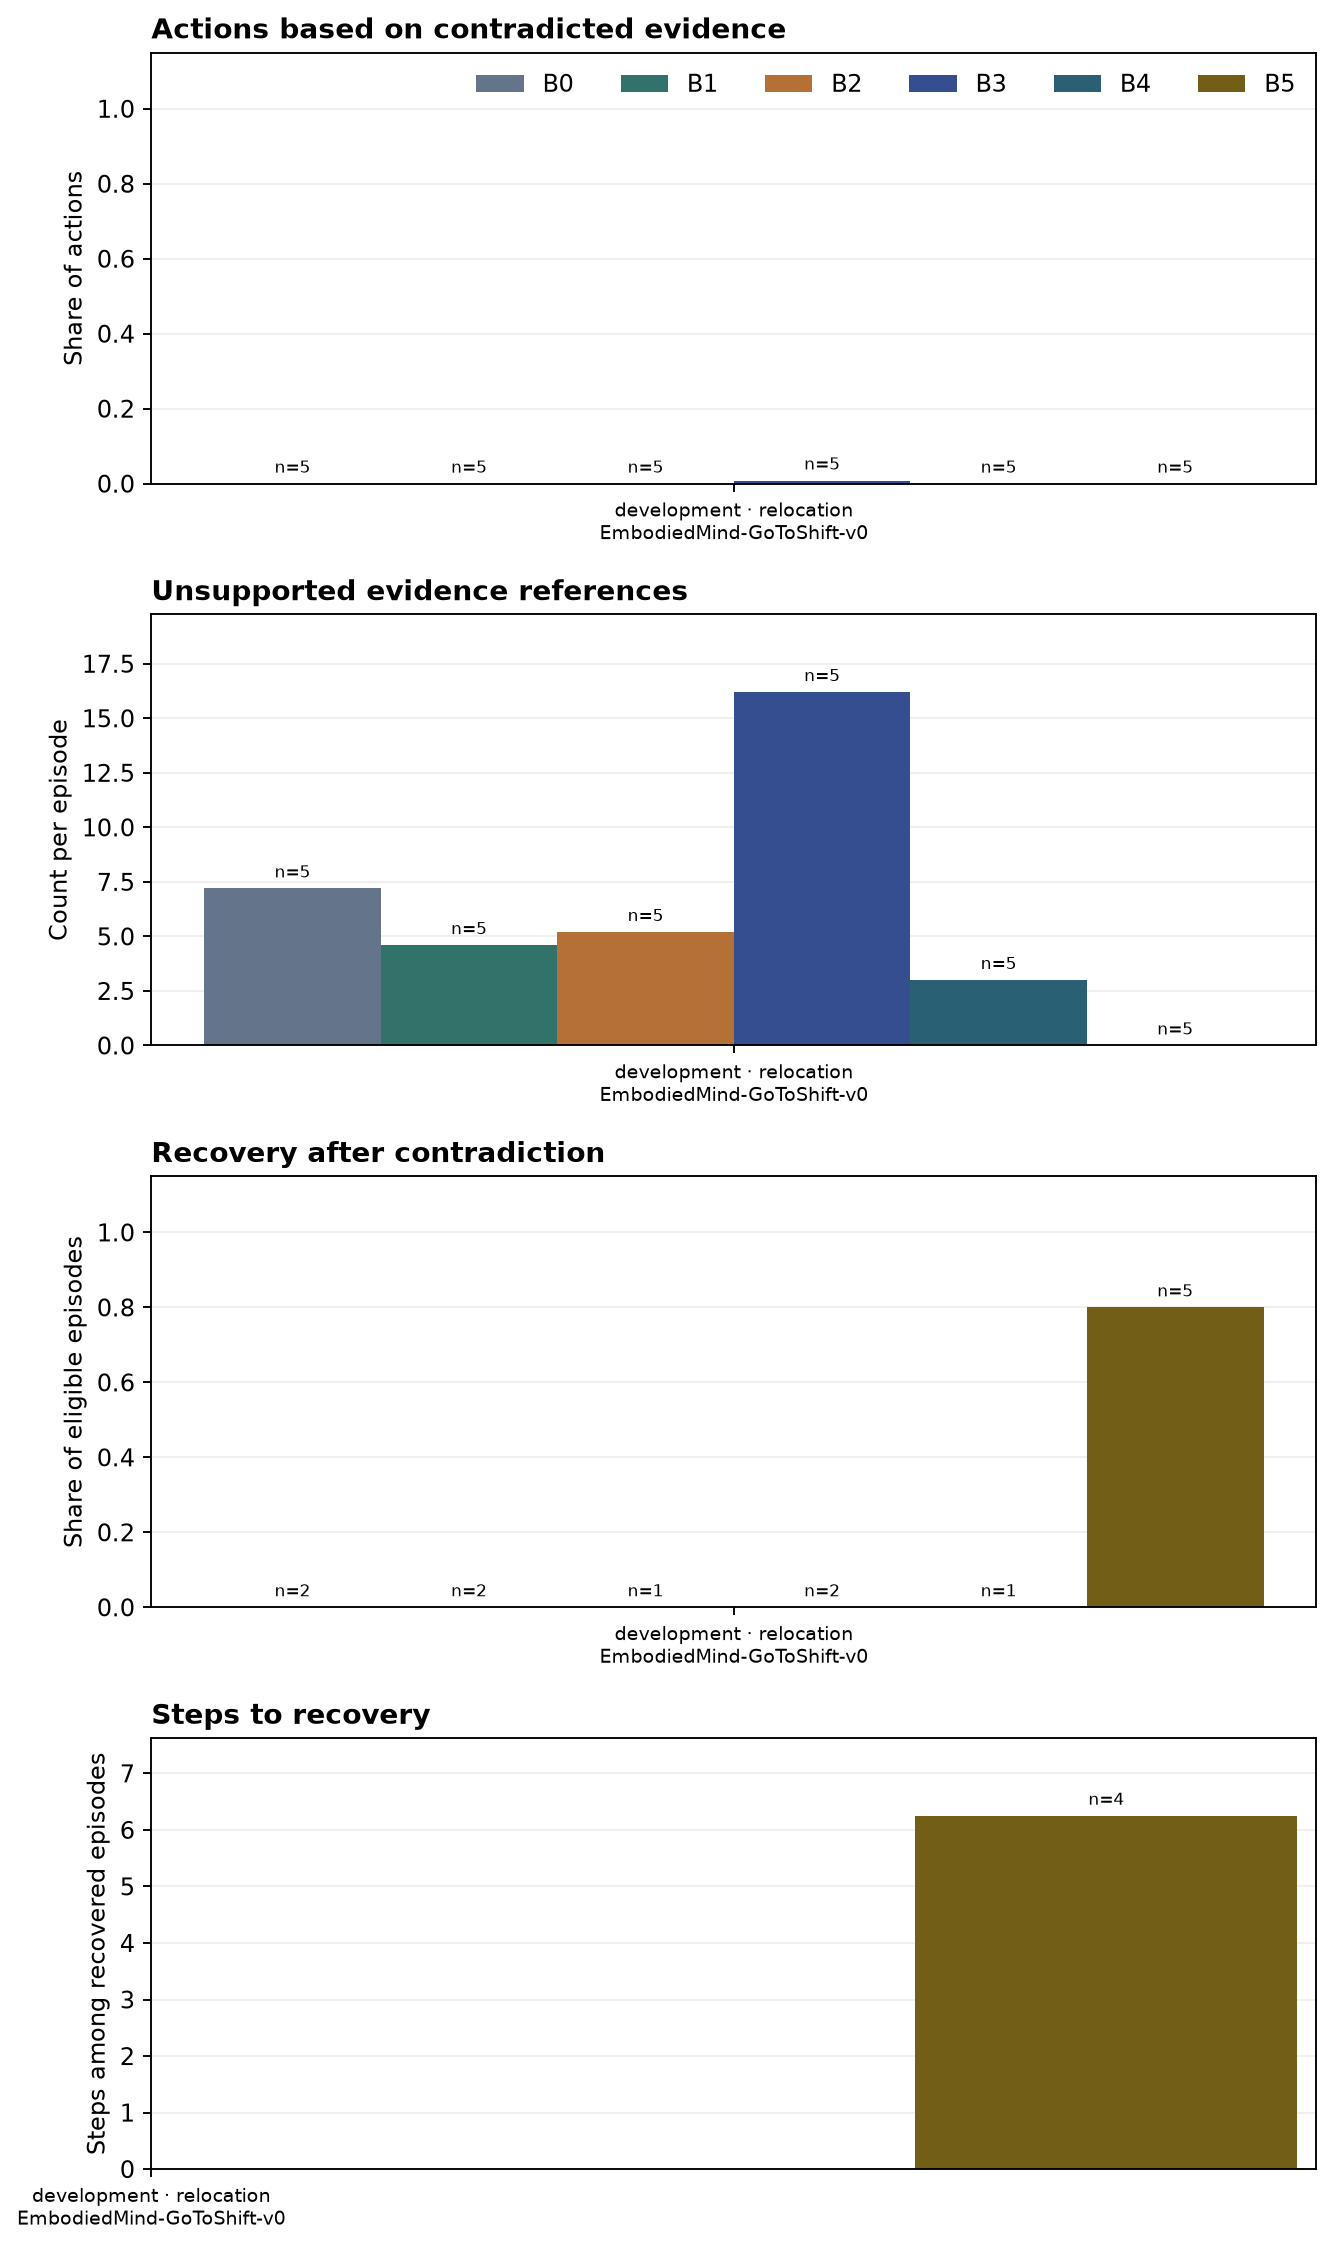 Actions based on contradicted evidence
B0 B1 B2 B3 B4 B5
Share of actions
1.0
0.8
0.6
0.4
0.2
0.0
n=5 n=5 n=5 n=5 n=5 n=5
development · relocation
EmbodiedMind-GoToShift-v0
Unsupported evidence references
Count per episode
17.5
15.0
12.5
10.0
7.5
5.0
2.5
0.0
n=5 n=5 n=5 n=5 n=5 n=5
development · relocation
EmbodiedMind-GoToShift-v0
Recovery after contradiction
Share of eligible episodes
1.0
0.8
0.6
0.4
0.2
0.0
n=2 n=2 n=1 n=2 n=1 n=5
development · relocation
EmbodiedMind-GoToShift-v0
Steps to recovery
Steps among recovered episodes
7
6
5
4
3
2
1
0
n=4
development · relocation
EmbodiedMind-GoToShift-v0